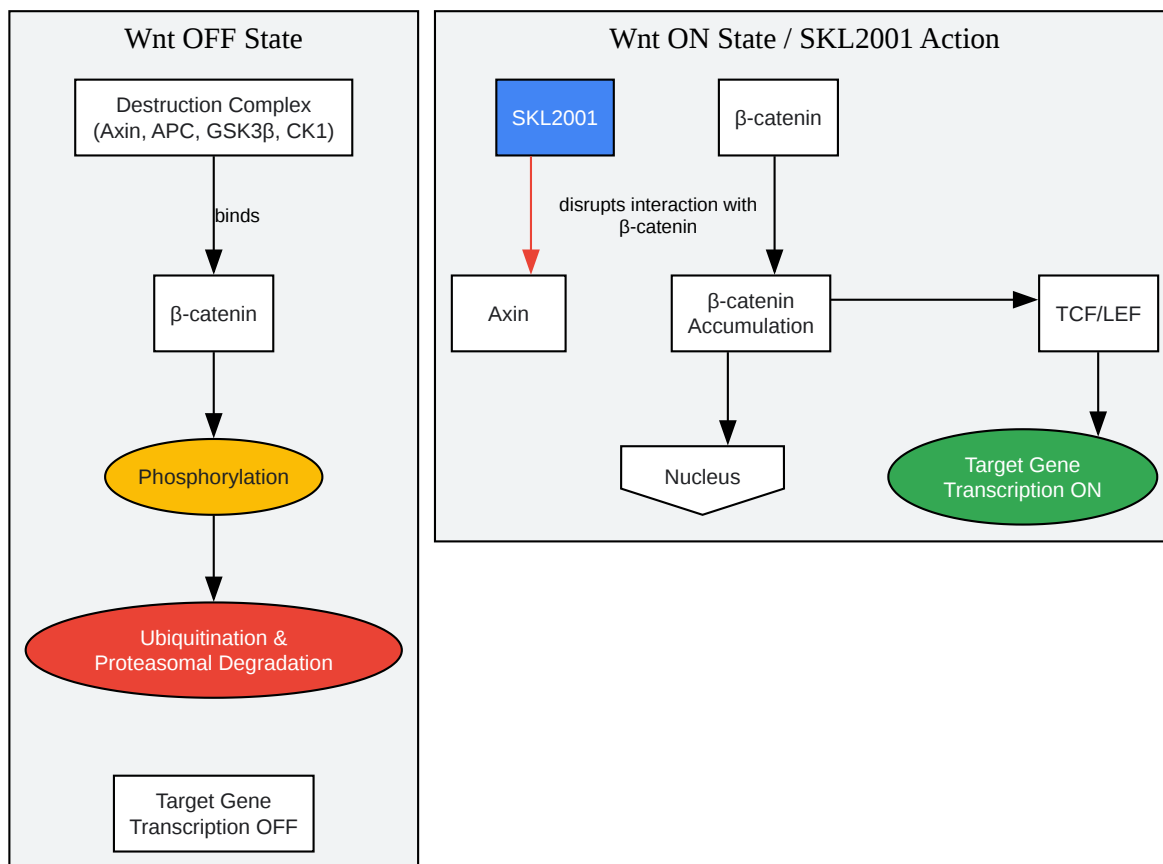 Wnt OFF State
Destruction Complex
(Axin, APC, GSK3β, CK1)
binds
β-catenin
Phosphorylation
Ubiquitination &
Proteasomal Degradation
Target Gene
Transcription OFF
Wnt ON State / SKL2001 Action
SKL2001
β-catenin
disrupts interaction with
β-catenin
Axin
β-catenin
Accumulation
TCF/LEF
Nucleus
Target Gene
Transcription ON